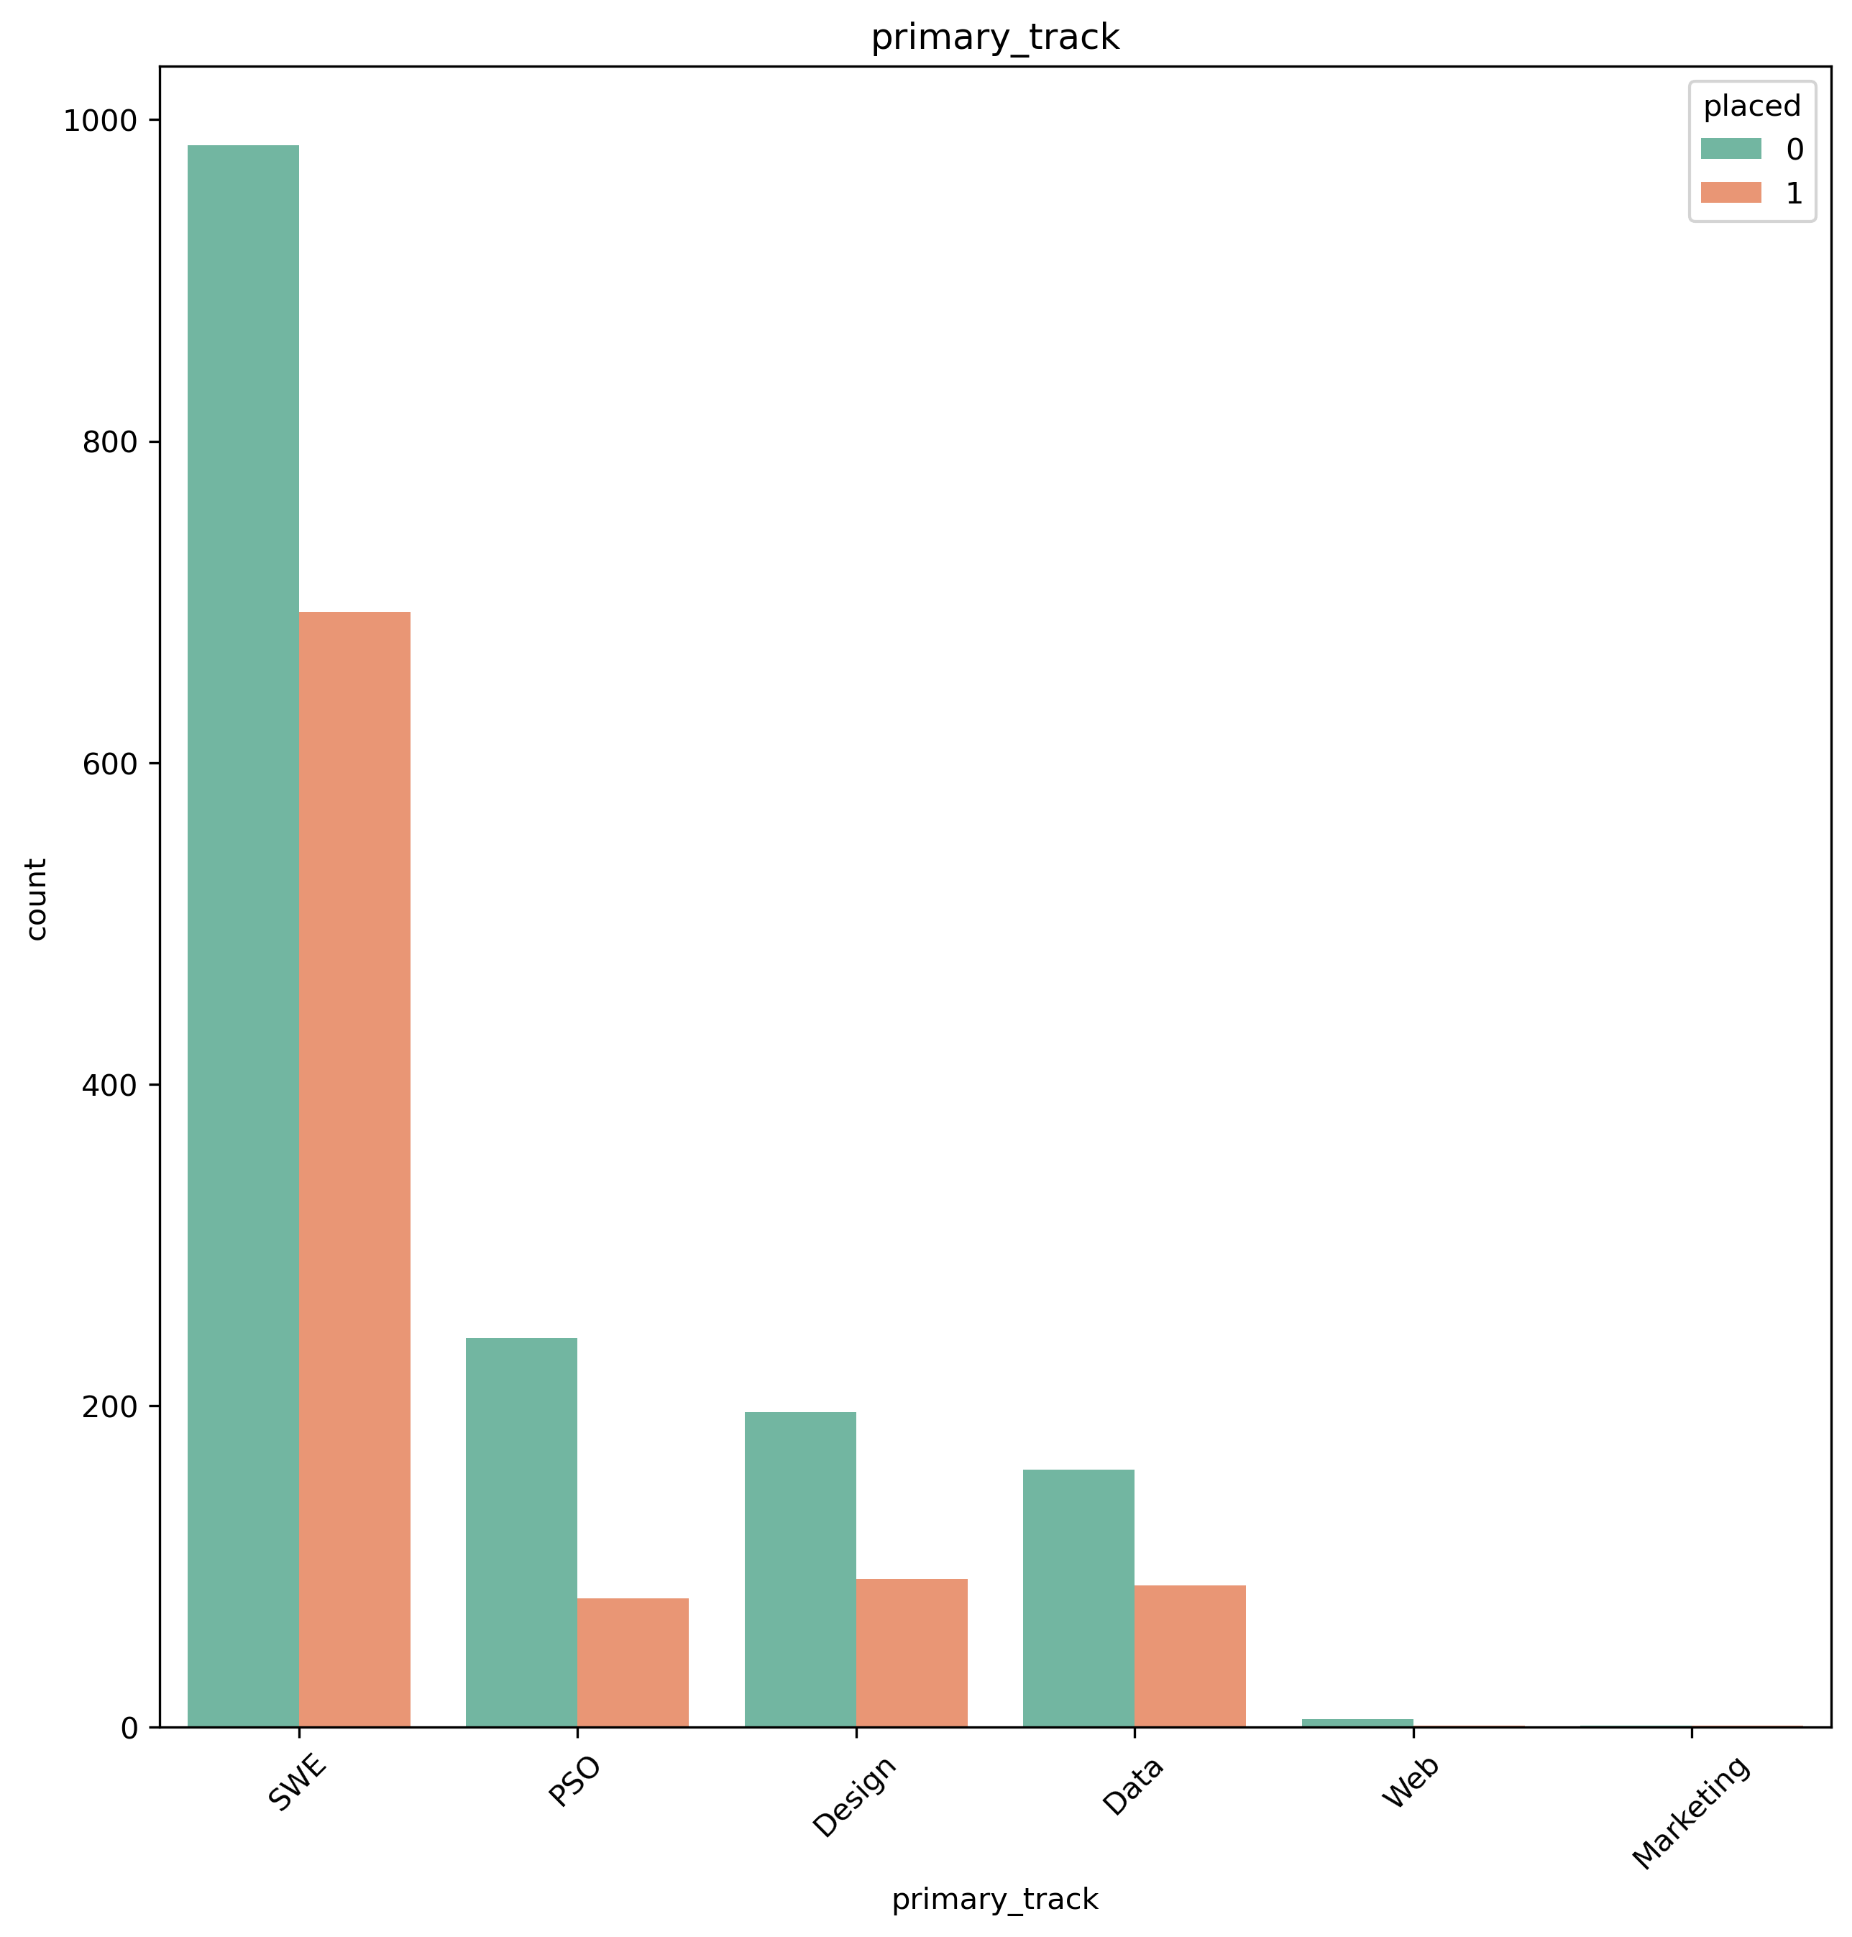 primary_track
placed
0
1
1000
800
600
400
200
0
count
SWE
PSO
Design
Data
Web
Marketing
primary_track